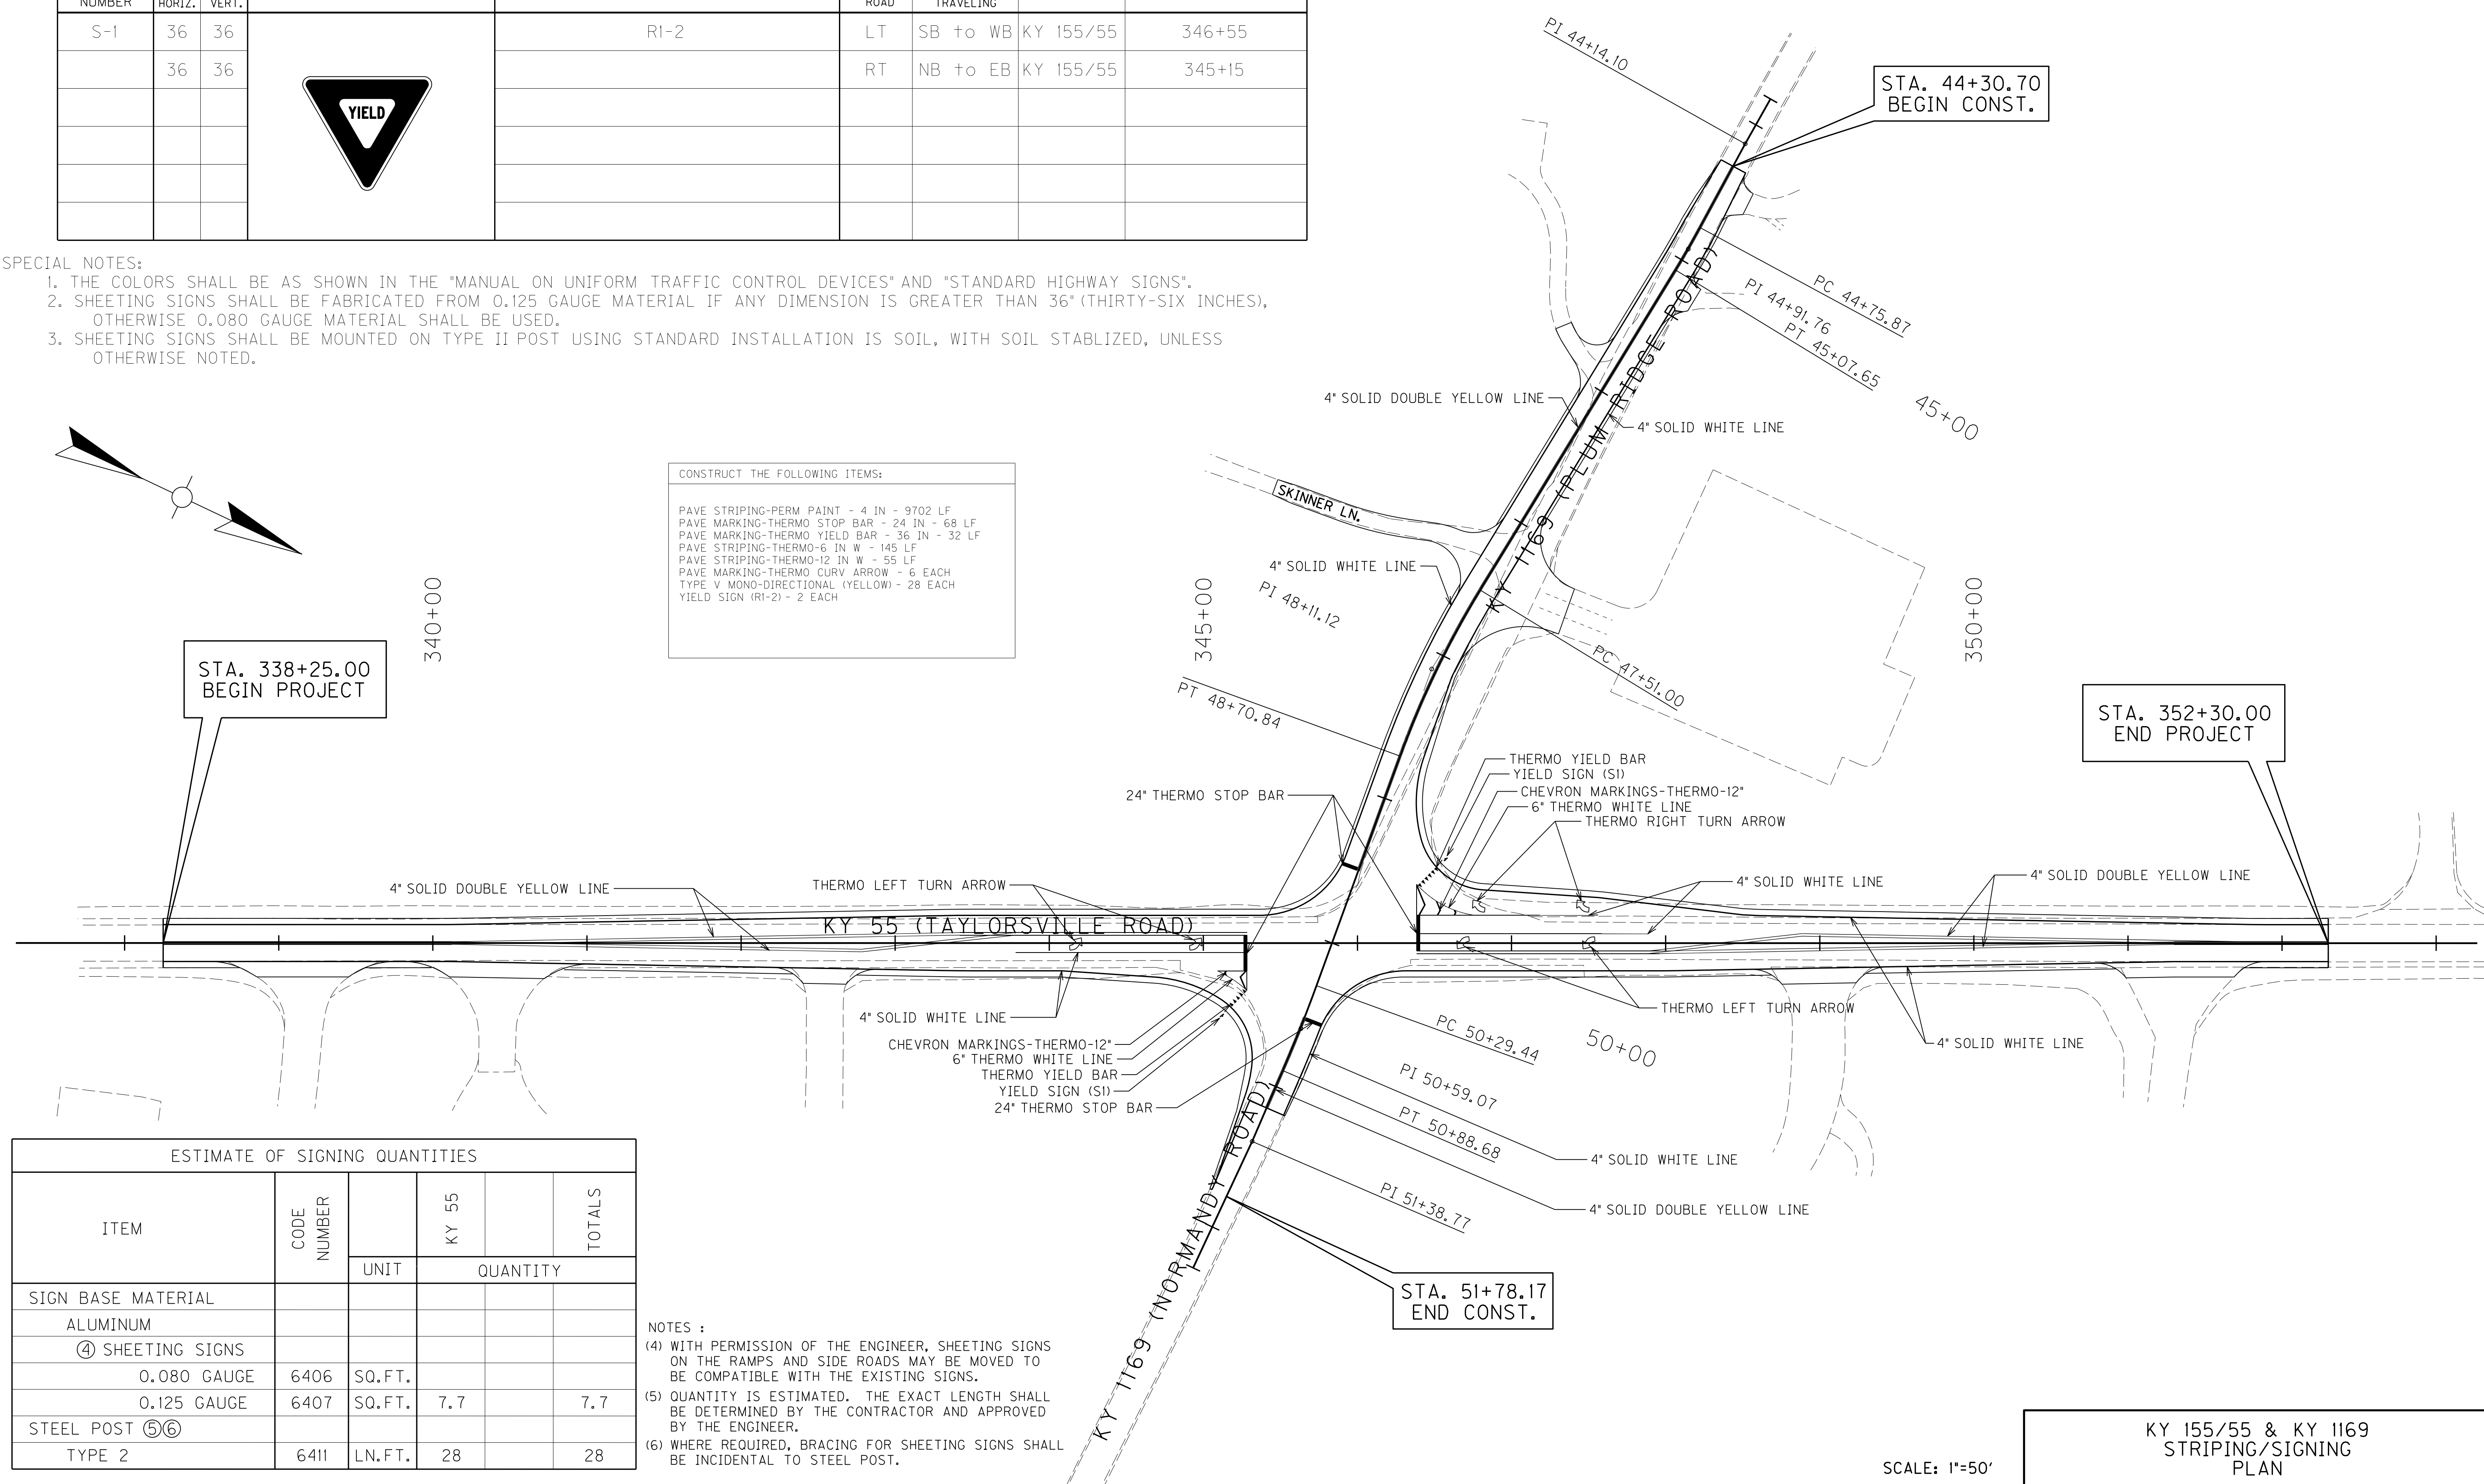 NUMBER HORIZ. VERT. ROAD TRAVELING
S-1 36 36 R1-2 LT SB to WB KY 155/55 346+55
36 36 RT NB to EB KY 155/55 345+15
YIELD
SPECIAL NOTES:
1. THE COLORS SHALL BE AS SHOWN IN THE "MANUAL ON UNIFORM TRAFFIC CONTROL DEVICES" AND "STANDARD HIGHWAY SIGNS".
2. SHEETING SIGNS SHALL BE FABRICATED FROM 0.125 GAUGE MATERIAL IF ANY DIMENSION IS GREATER THAN 36" (THIRTY-SIX INCHES),
OTHERWISE 0.080 GAUGE MATERIAL SHALL BE USED.
3. SHEETING SIGNS SHALL BE MOUNTED ON TYPE II POST USING STANDARD INSTALLATION IS SOIL, WITH SOIL STABLIZED, UNLESS
OTHERWISE NOTED.
PI 44+14.10
STA. 44+30.70
BEGIN CONST.
PC 44+75.87
PI 44+91.76
PT 45+07.65
45+00
4" SOLID DOUBLE YELLOW LINE
4" SOLID WHITE LINE
KY 1169 (PLUM RIDGE ROAD)
SKINNER LN.
CONSTRUCT THE FOLLOWING ITEMS:
PAVE STRIPING-PERM PAINT - 4 IN - 9702 LF
PAVE MARKING-THERMO STOP BAR - 24 IN - 68 LF
PAVE MARKING-THERMO YIELD BAR - 36 IN - 32 LF
PAVE STRIPING-THERMO-6 IN W - 145 LF
PAVE STRIPING-THERMO-12 IN W - 55 LF
PAVE MARKING-THERMO CURV ARROW - 6 EACH
TYPE V MONO-DIRECTIONAL (YELLOW) - 28 EACH
YIELD SIGN (R1-2) - 2 EACH
4" SOLID WHITE LINE
PI 48+11.12
340+00
345+00
350+00
STA. 338+25.00
BEGIN PROJECT
PC 47+51.00
PT 48+70.84
STA. 352+30.00
END PROJECT
THERMO YIELD BAR
YIELD SIGN (S1)
CHEVRON MARKINGS-THERMO-12"
6" THERMO WHITE LINE
THERMO RIGHT TURN ARROW
24" THERMO STOP BAR
4" SOLID DOUBLE YELLOW LINE
THERMO LEFT TURN ARROW
4" SOLID WHITE LINE
4" SOLID DOUBLE YELLOW LINE
KY 55 (TAYLORSVILLE ROAD)
4" SOLID WHITE LINE
THERMO LEFT TURN ARROW
4" SOLID WHITE LINE
CHEVRON MARKINGS-THERMO-12"
6" THERMO WHITE LINE
THERMO YIELD BAR
YIELD SIGN (S1)
24" THERMO STOP BAR
PC 50+29.44
50+00
PI 50+59.07
PT 50+88.68
4" SOLID WHITE LINE
4" SOLID DOUBLE YELLOW LINE
PI 51+38.77
KY 1169 (NORMANDY ROAD)
STA. 51+78.17
END CONST.
ESTIMATE OF SIGNING QUANTITIES
ITEM CODE NUMBER UNIT KY 55 TOTALS
QUANTITY
SIGN BASE MATERIAL
ALUMINUM
④ SHEETING SIGNS
0.080 GAUGE 6406 SQ.FT.
0.125 GAUGE 6407 SQ.FT. 7.7 7.7
STEEL POST ⑤⑥
TYPE 2 6411 LN.FT. 28 28
NOTES :
(4) WITH PERMISSION OF THE ENGINEER, SHEETING SIGNS
ON THE RAMPS AND SIDE ROADS MAY BE MOVED TO
BE COMPATIBLE WITH THE EXISTING SIGNS.
(5) QUANTITY IS ESTIMATED. THE EXACT LENGTH SHALL
BE DETERMINED BY THE CONTRACTOR AND APPROVED
BY THE ENGINEER.
(6) WHERE REQUIRED, BRACING FOR SHEETING SIGNS SHALL
BE INCIDENTAL TO STEEL POST.
SCALE: 1"=50'
KY 155/55 & KY 1169
STRIPING/SIGNING
PLAN